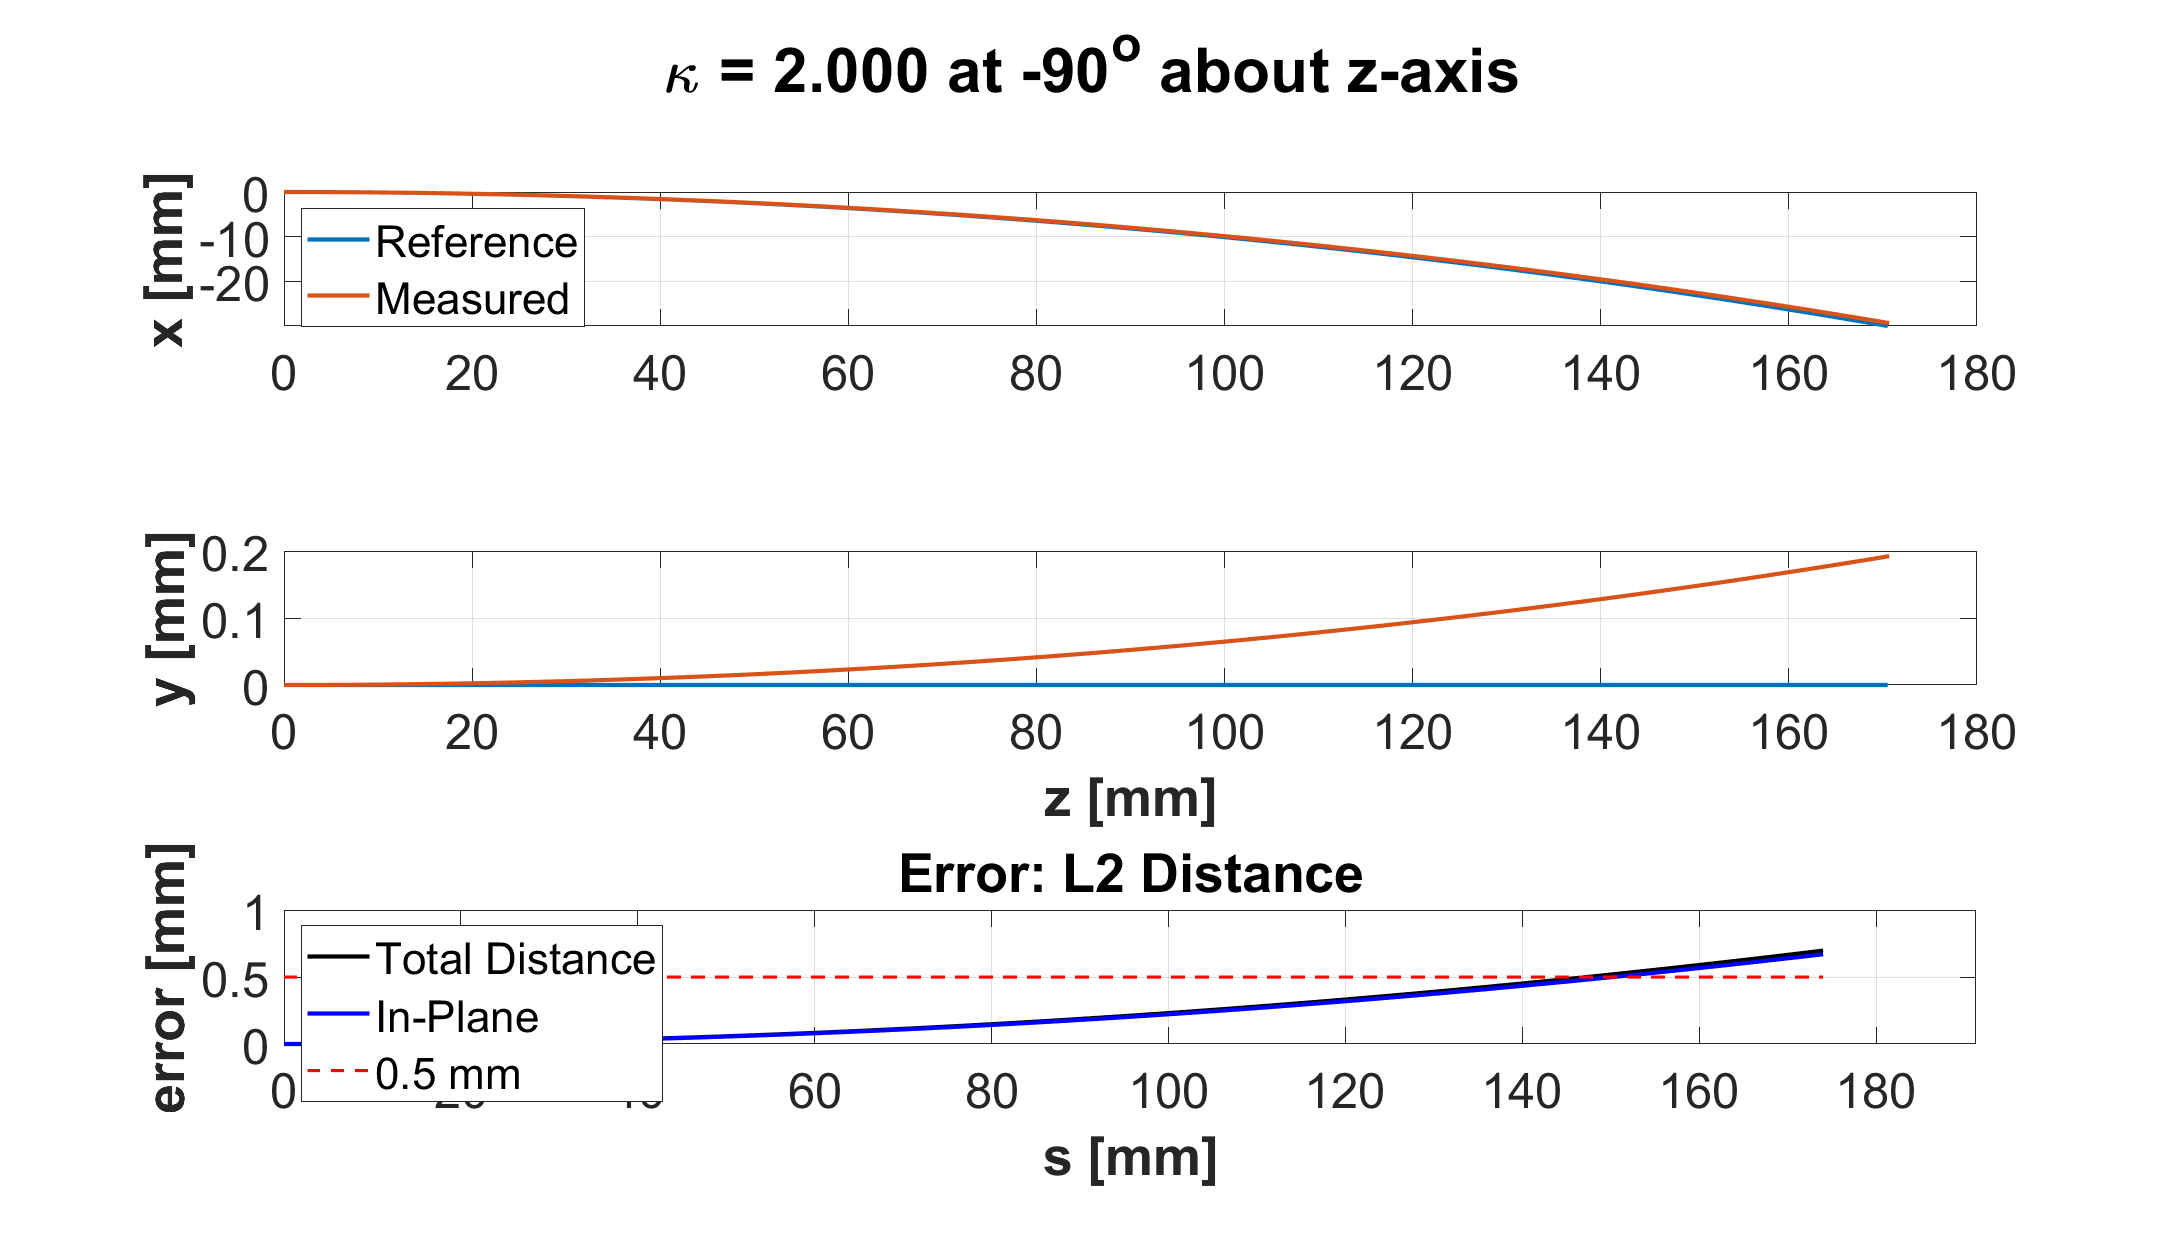 κ = 2.000 at -90° about z-axis
x [mm]
0
-10
-20
Reference
Measured
0 20 40 60 80 100 120 140 160 180
y [mm]
0.2
0.1
0
0 20 40 60 80 100 120 140 160 180
z [mm]
Error: L2 Distance
error [mm]
1
0.5
0
Total Distance
In-Plane
0.5 mm
0 60 80 100 120 140 160 180
s [mm]